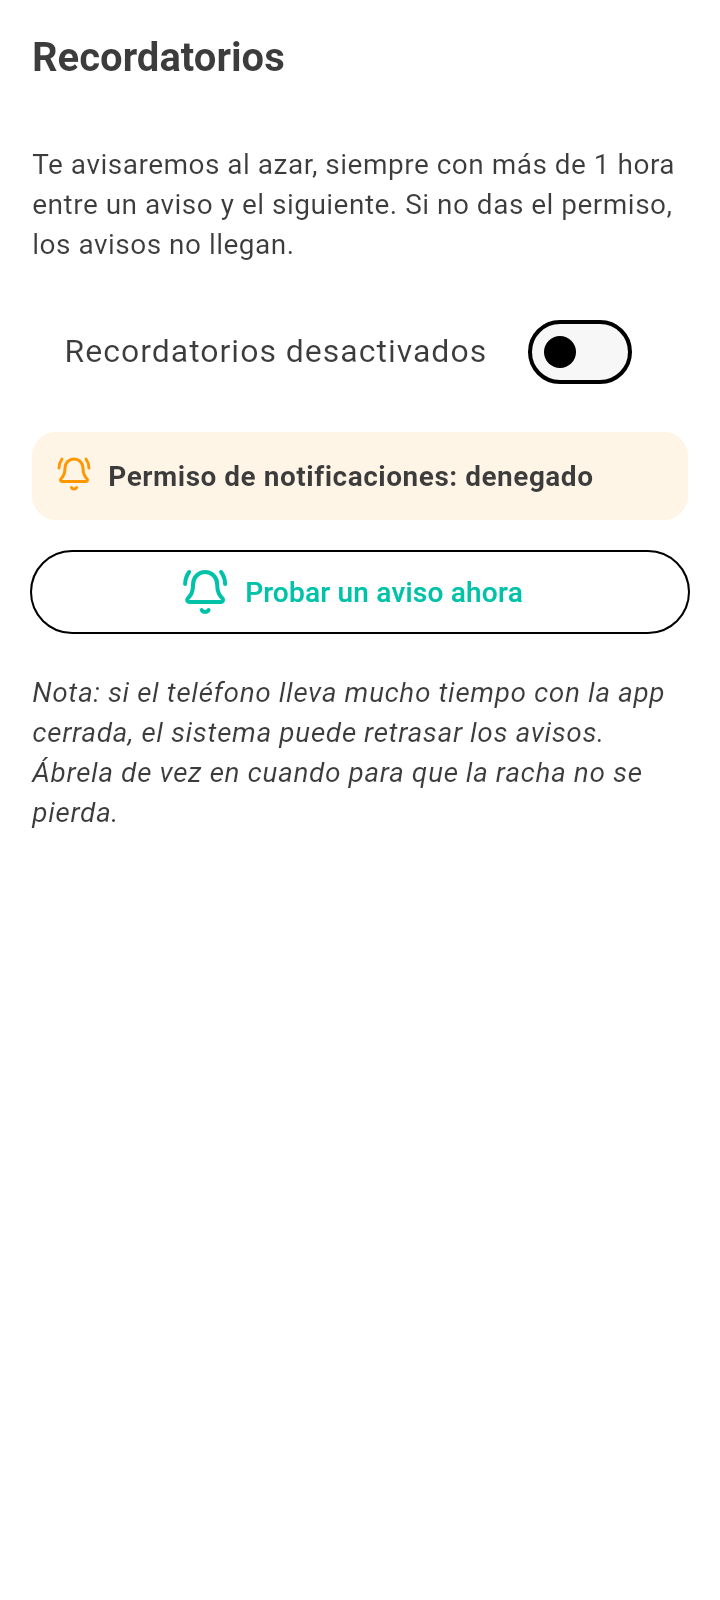 Recordatorios
Te avisaremos al azar, siempre con más de 1 hora
entre un aviso y el siguiente. Si no das el permiso,
los avisos no llegan.
Recordatorios desactivados
Permiso de notificaciones: denegado
Probar un aviso ahora
Nota: si el teléfono lleva mucho tiempo con la app
cerrada, el sistema puede retrasar los avisos.
Ábrela de vez en cuando para que la racha no se
pierda.